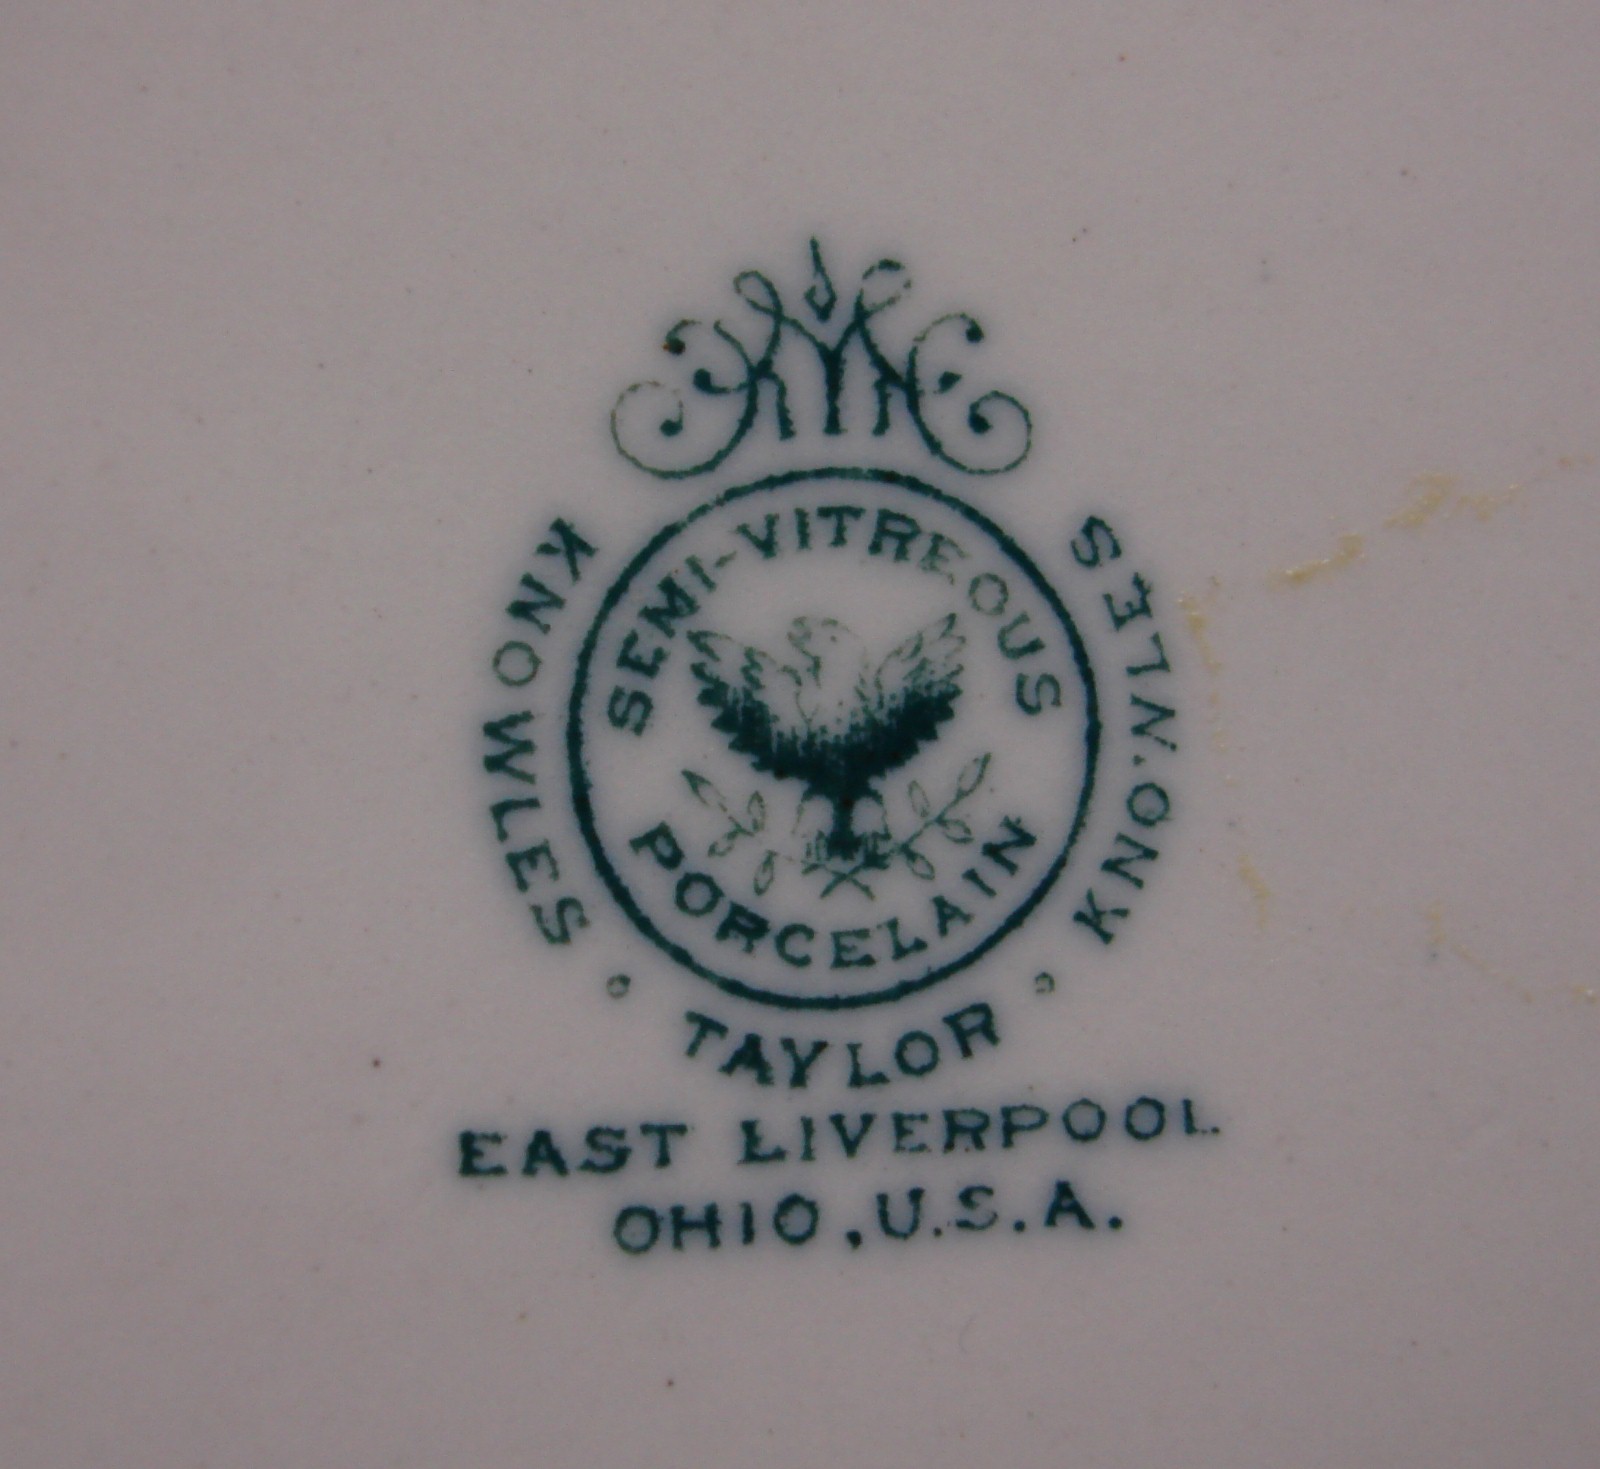 SEMI-VITREOUS
PORCELAIN
KNOWLES
TAYLOR
KNOWLES
EAST LIVERPOOL
OHIO, U.S.A.